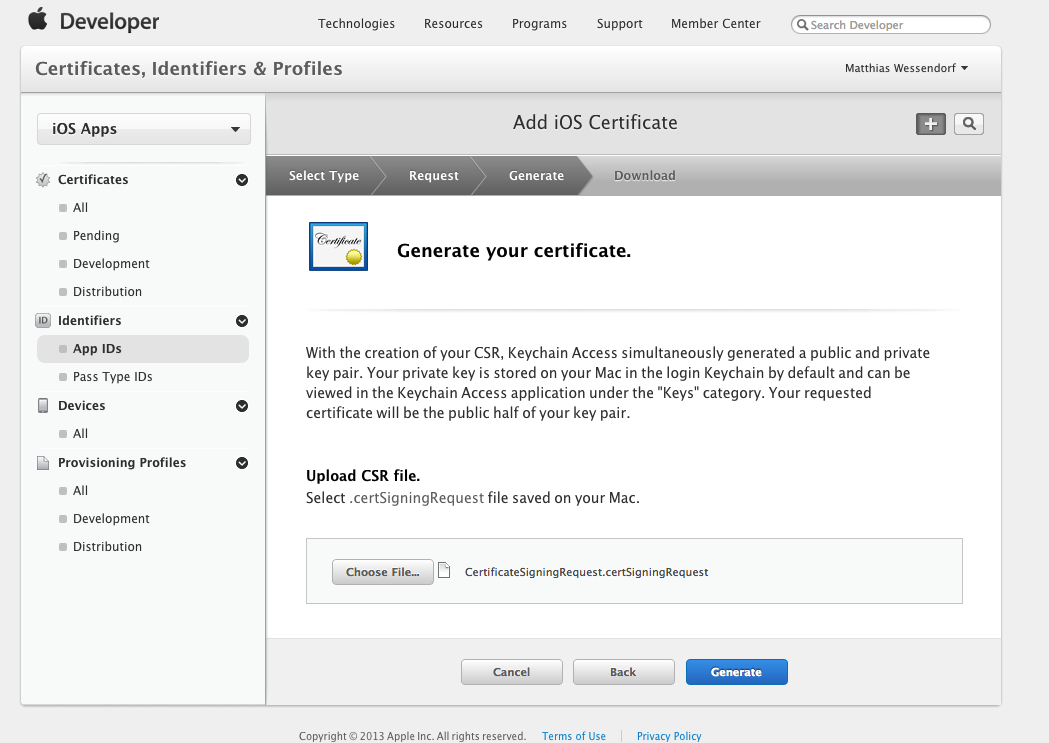 Developer
Technologies
Resources
Programs
Support
Member Center
Search Developer
Certificates, Identifiers & Profiles
Matthias Wessendorf
iOS Apps
Certificates
All
Pending
Development
Distribution
ID
Identifiers
App IDs
Pass Type IDs
Devices
All
Provisioning Profiles
All
Development
Distribution
Add iOS Certificate
Select Type
Request
Generate
Download
Certificate
Generate your certificate.
With the creation of your CSR, Keychain Access simultaneously generated a public and private
key pair. Your private key is stored on your Mac in the login Keychain by default and can be
viewed in the Keychain Access application under the "Keys" category. Your requested
certificate will be the public half of your key pair.
Upload CSR file.
Select .certSigningRequest file saved on your Mac.
Choose File...
CertificateSigningRequest.certSigningRequest
Cancel
Back
Generate
Copyright © 2013 Apple Inc. All rights reserved.
Terms of Use
Privacy Policy